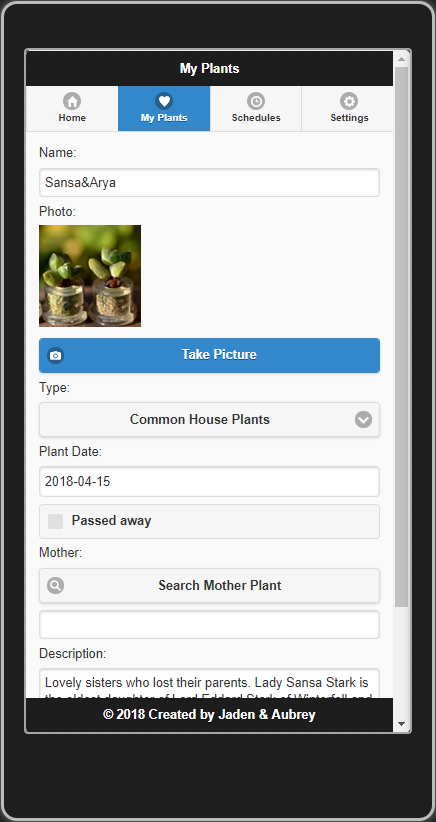 My Plants
Home
My Plants
Schedules
Settings
Name:
Sansa&Arya
Photo:
Take Picture
Type:
Common House Plants
Plant Date:
2018-04-15
Passed away
Mother:
Search Mother Plant
Description:
Lovely sisters who lost their parents. Lady Sansa Stark is
the oldest daughter of Lord Eddard Stark of Winterfell and
© 2018 Created by Jaden & Aubrey